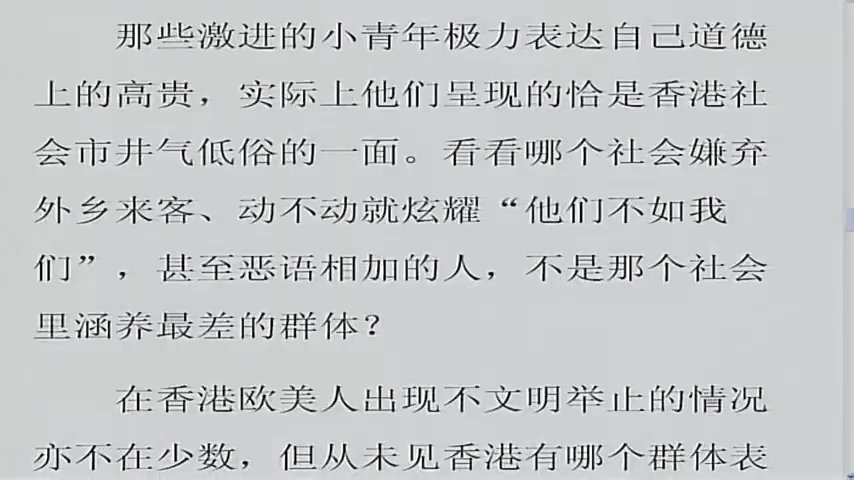 那些激进的小青年极力表达自己道德
上的高贵，实际上他们呈现的恰是香港社
会市井气低俗的一面。看看哪个社会嫌弃
外乡来客、动不动就炫耀“他们不如我
们”，甚至恶语相加的人，不是那个社会
里涵养最差的群体？
在香港欧美人出现不文明举止的情况
亦不在少数，但从未见香港有哪个群体表